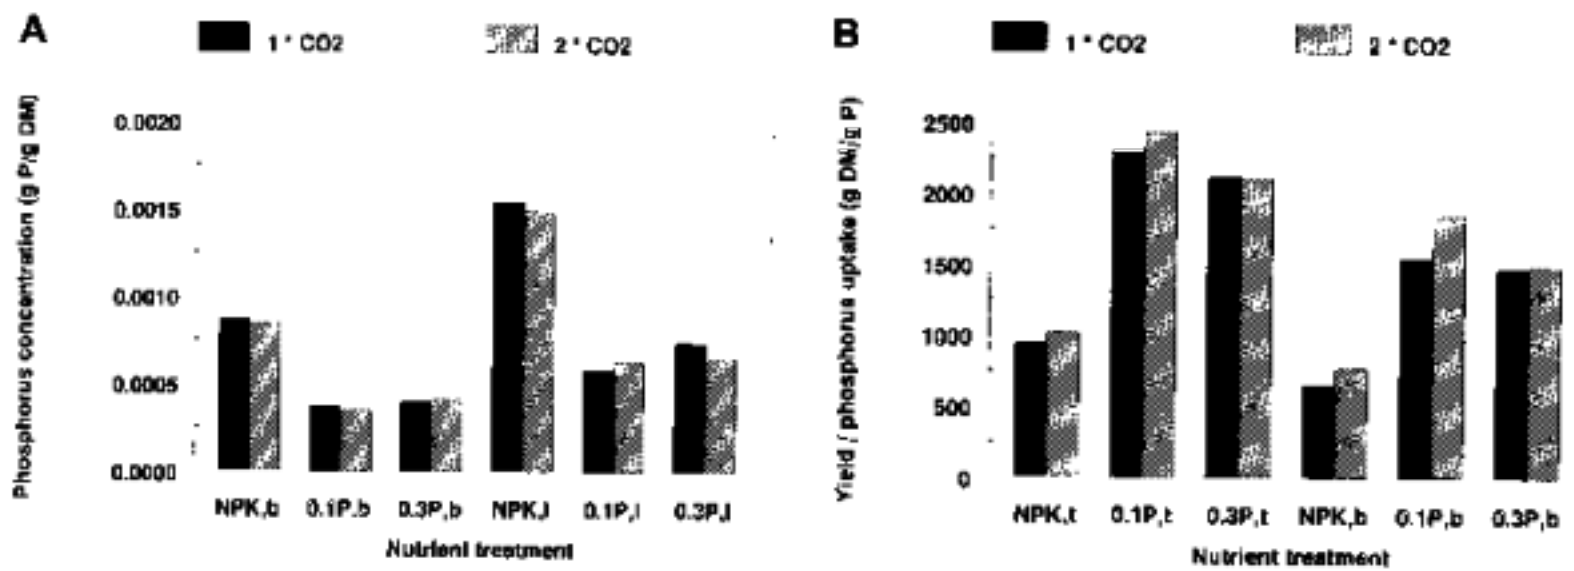 A
1 * CO2
2 * CO2
Phosphorus concentration (g P/g DM)
0.0020
0.0015
0.0010
0.0005
0.0000
NPK,b 0.1P,b 0.3P,b NPK,l 0.1P,l 0.3P,l
Nutrient treatment
B
1 * CO2
2 * CO2
Yield / phosphorus uptake (g DM/g P)
2500
2000
1500
1000
500
0
NPK,t 0.1P,t 0.3P,t NPK,b 0.1P,b 0.3P,b
Nutrient treatment